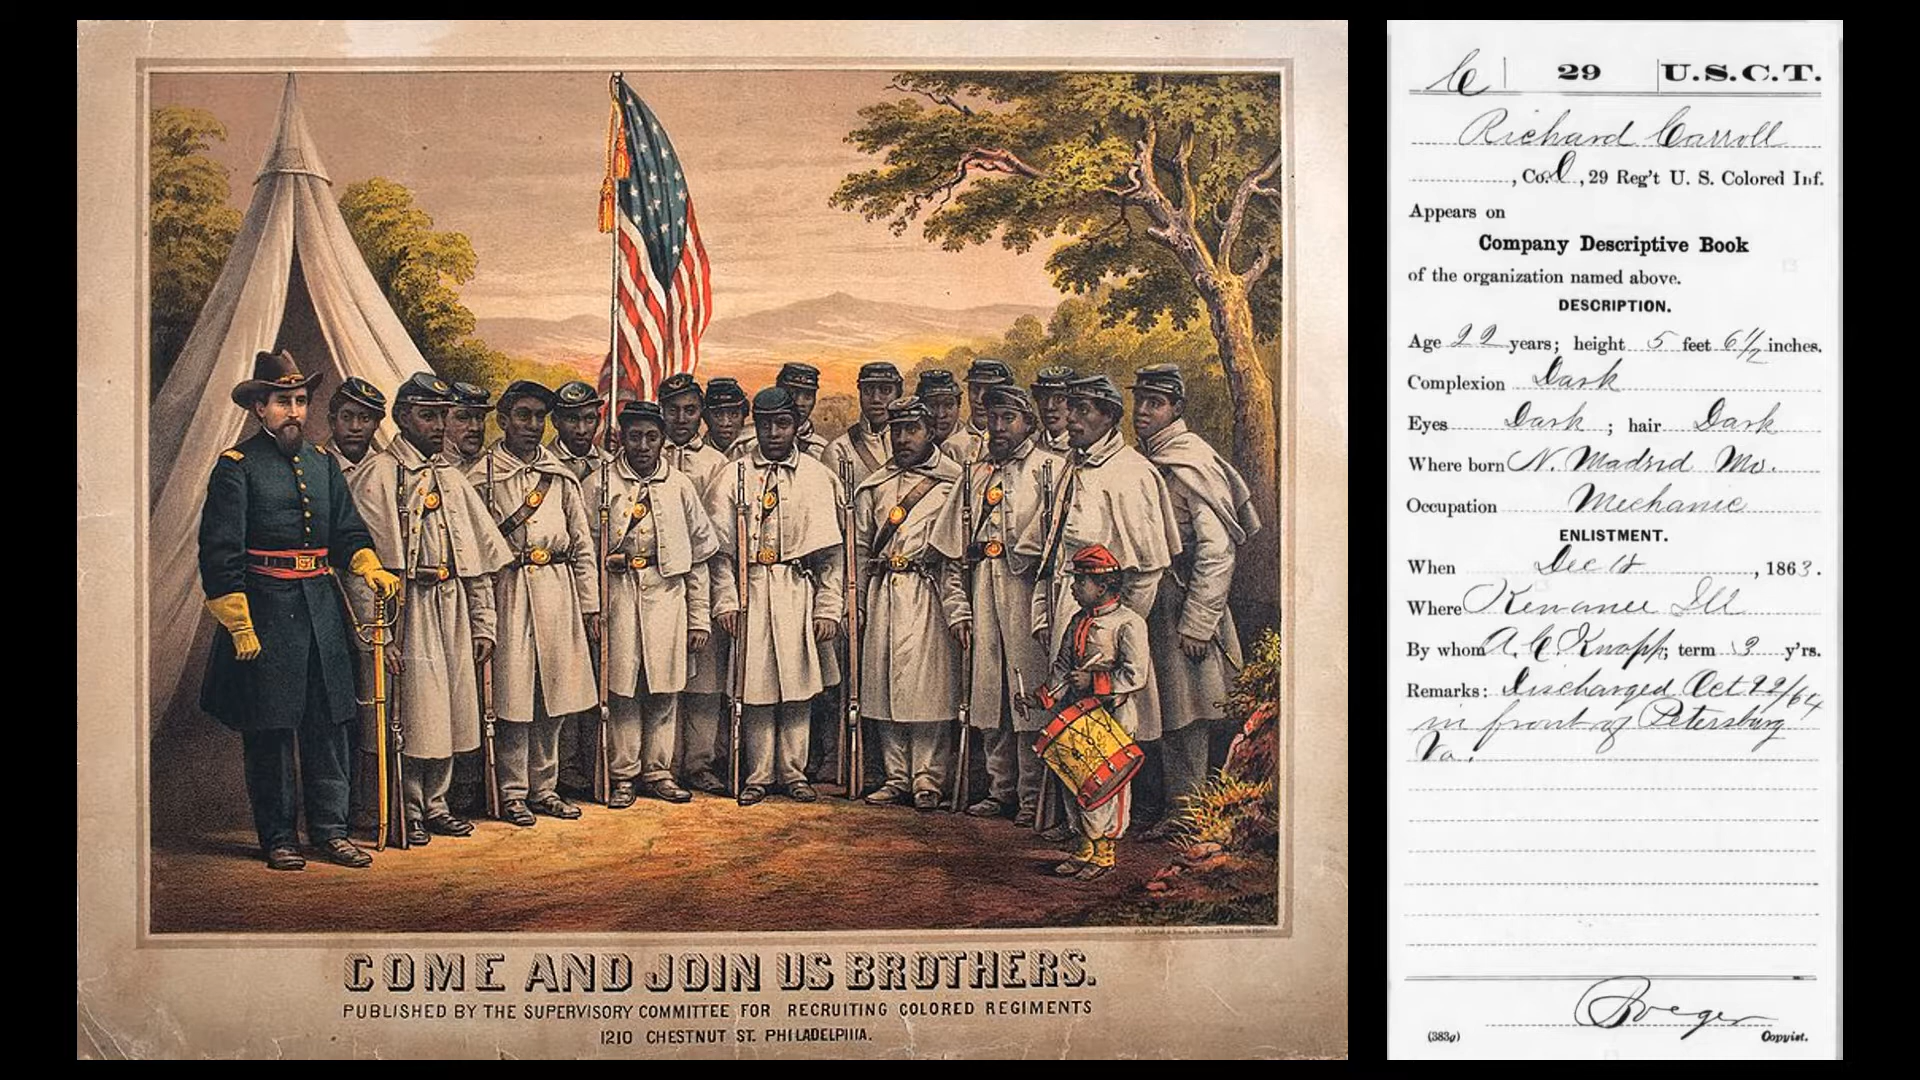 COME AND JOIN US BROTHERS.
PUBLISHED BY THE SUPERVISORY COMMITTEE FOR RECRUITING COLORED REGIMENTS
1210 CHESTNUT ST. PHILADELPHIA.
C | 29 | U.S.C.T.
Richard Carroll
, Co. , 29 Reg't U. S. Colored Inf.
Appears on
Company Descriptive Book
of the organization named above.
DESCRIPTION.
Age 22 years; height 5 feet 6½ inches.
Complexion Dark
Eyes Dark ; hair Dark
Where born N. Madrid Mo.
Occupation Mechanic
ENLISTMENT.
When Dec 18, 1863.
Where Kewanee Ill
By whom A. C. Knapp; term 3 y'rs.
Remarks: Discharged Oct 22/64
in front of Petersburg
Va.
Boeger
(383g) Copyist.